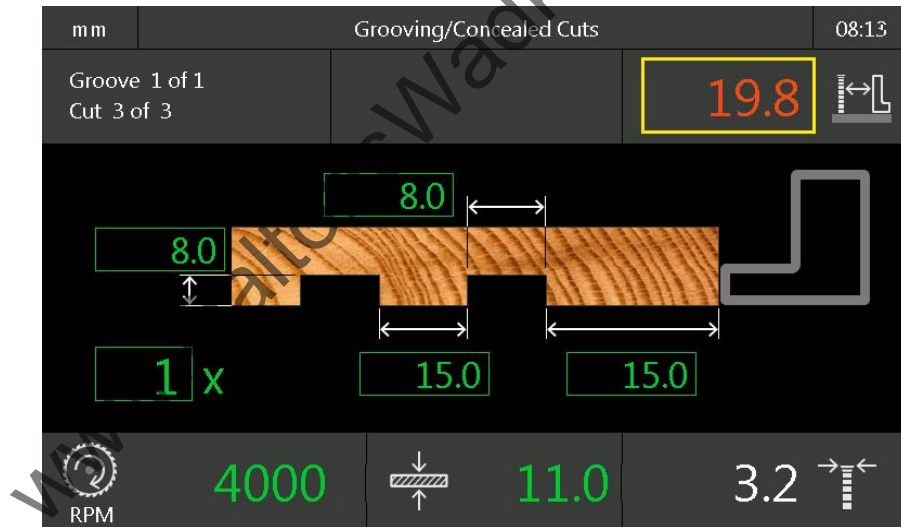 mm
Grooving/Concealed Cuts
08:13
Groove 1 of 1
Cut 3 of 3
19.8
8.0
8.0
1 x
15.0
15.0
RPM
4000
11.0
3.2